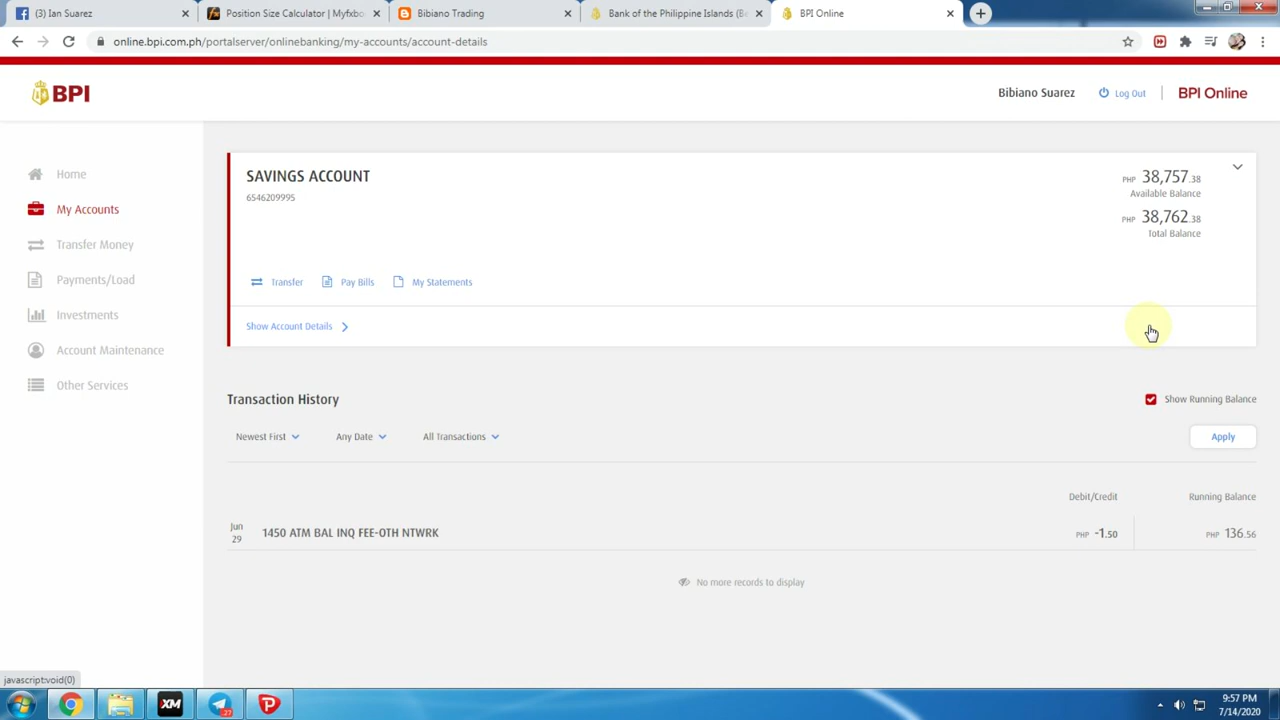 Ian Suarez
Position Size Calculator | Myfxbo
Bibiano Trading
Bank of the Philippine Islands (Be
BPI Online
online.bpi.com.ph/portalserver/onlinebanking/my-accounts/account-details
BPI
Bibiano Suarez
Log Out
BPI Online
Home
My Accounts
Transfer Money
Payments/Load
Investments
Account Maintenance
Other Services
SAVINGS ACCOUNT
6546209995
PHP 38,757.38
Available Balance
PHP 38,762.38
Total Balance
Transfer
Pay Bills
My Statements
Show Account Details
Transaction History
Show Running Balance
Newest First
Any Date
All Transactions
Apply
Debit/Credit
Running Balance
Jun
29
1450 ATM BAL INQ FEE-OTH NTWRK
PHP -1.50
PHP 136.56
No more records to display
javascript:void(0)
XM
27
9:57 PM
7/14/2020